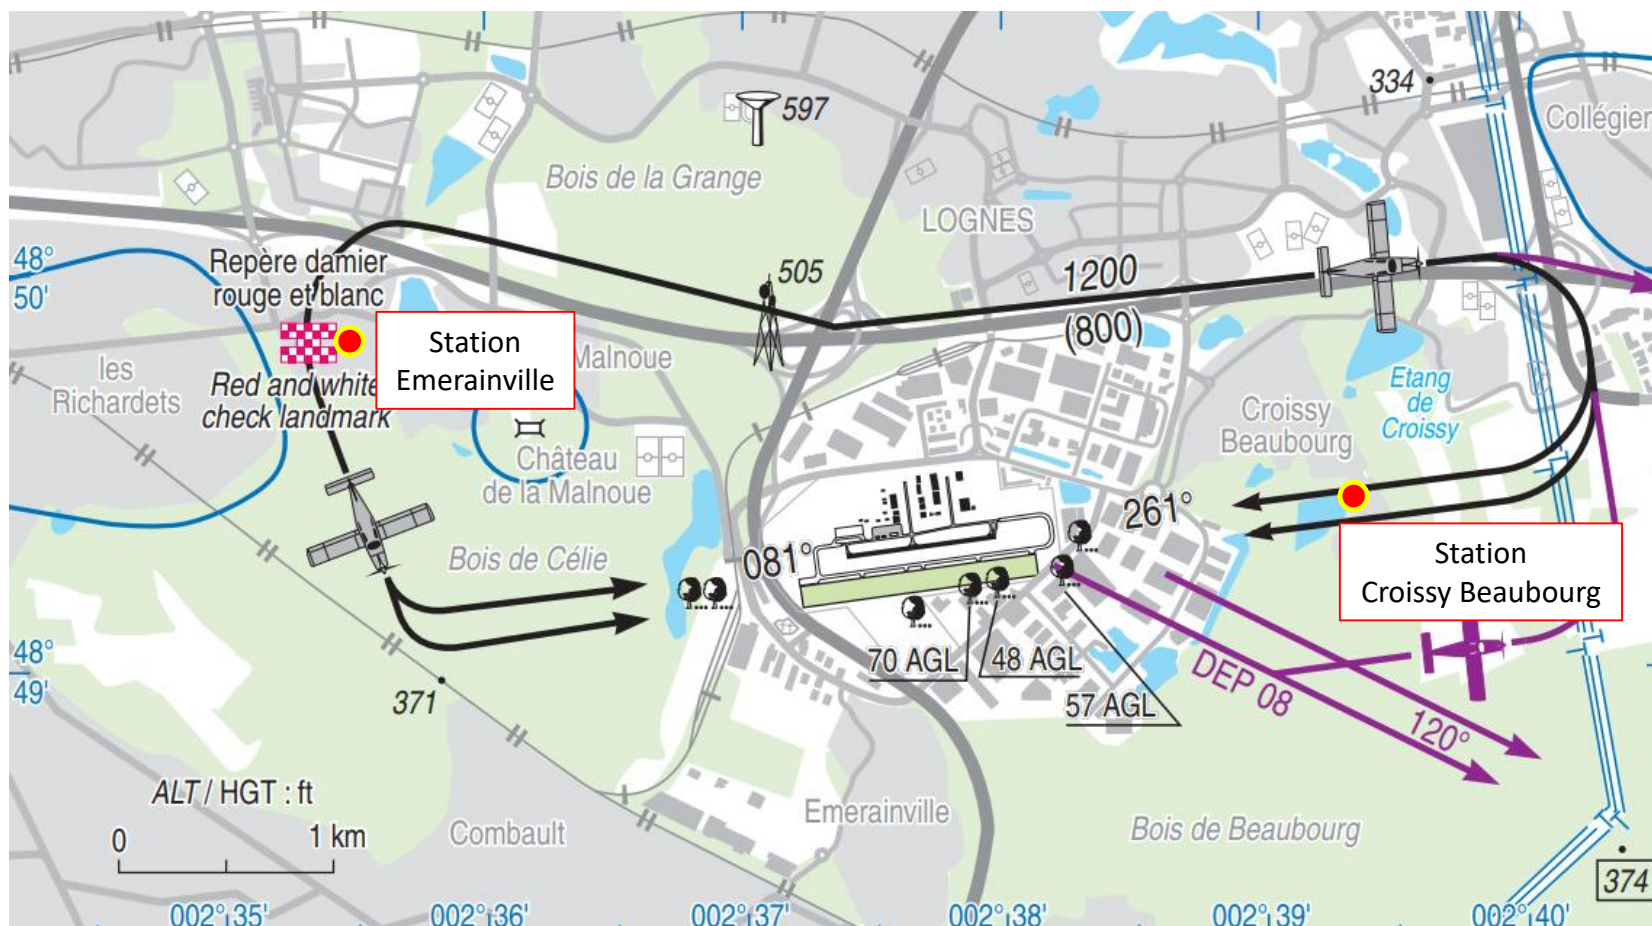 597
334
Collégien
Bois de la Grange
LOGNES
48°
50'
Repère damier
rouge et blanc
505
1200
(800)
Station
Emerainville
Malnoue
les
Richardets
Red and white
check landmark
Etang
de
Croissy
Croissy
Beaubourg
Château
de la Malnoue
261°
081°
Bois de Célie
Station
Croissy Beaubourg
48°
49'
70 AGL
48 AGL
57 AGL
DEP 08
120°
371
ALT / HGT : ft
0
1 km
Combault
Emerainville
Bois de Beaubourg
374
002°35'
002°36'
002°37'
002°38'
002°39'
002°40'